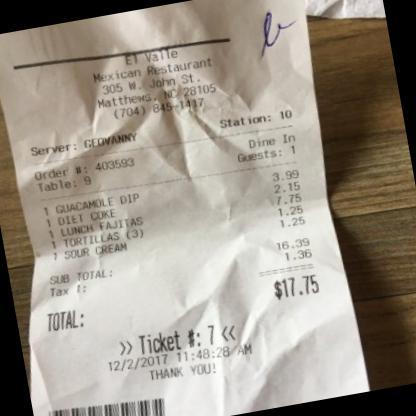 El Valle
Mexican Restaurant
305 W. John St.
Matthews, NC 28105
(704) 845-1417
Server: GEOVANNY Station: 10
Order #: 403593 Dine In
Table: 9 Guests: 1
1 GUACAMOLE DIP 3.99
1 DIET COKE 2.15
1 LUNCH FAJITAS 7.75
1 TORTILLAS (3) 1.25
1 SOUR CREAM 1.25
SUB TOTAL: 16.39
Tax 1: 1.36
TOTAL: $17.75
>> Ticket #: 7 <<
12/2/2017 11:48:28 AM
THANK YOU!